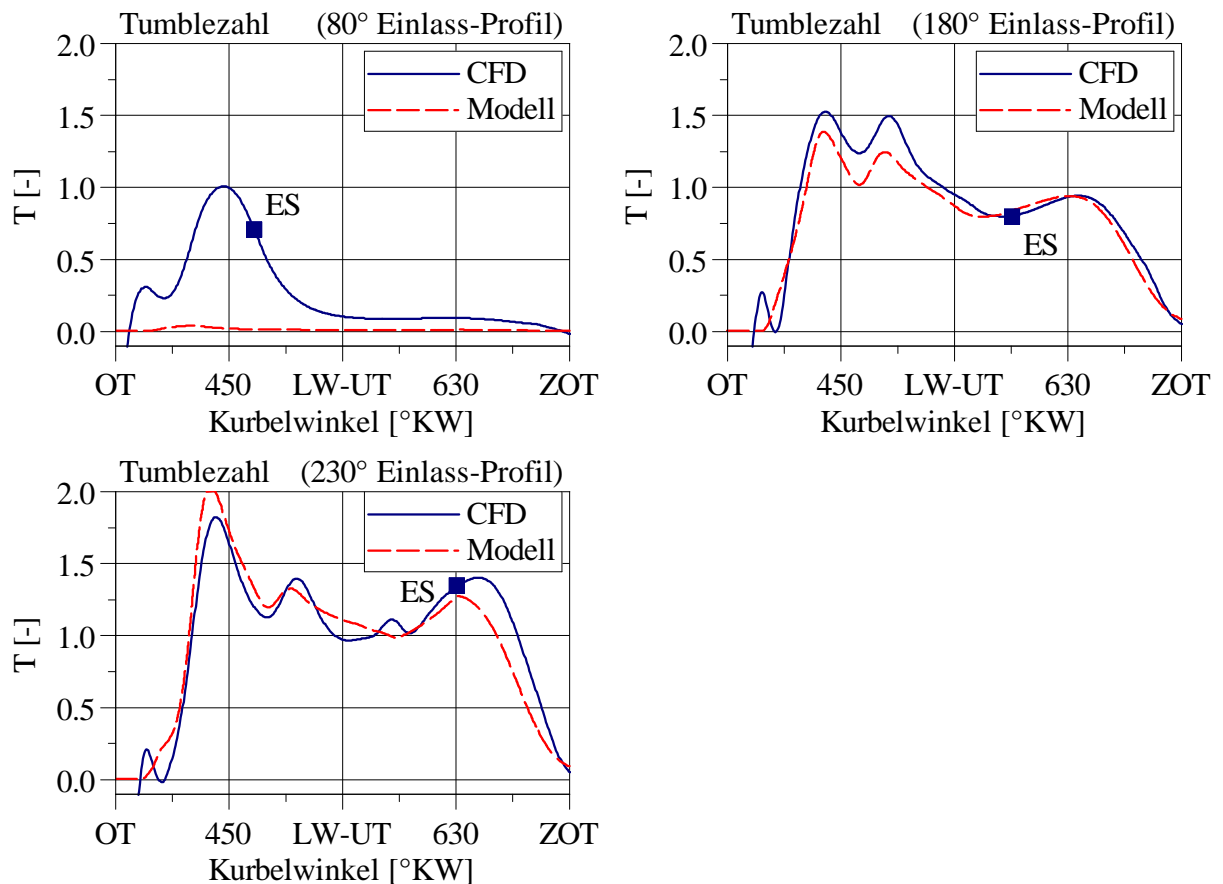 Tumblezahl (80° Einlass-Profil)
2.0
1.5
1.0
0.5
0.0
T [-]
CFD
Modell
ES
OT 450 LW-UT 630 ZOT
Kurbelwinkel [°KW]
Tumblezahl (180° Einlass-Profil)
2.0
1.5
1.0
0.5
0.0
T [-]
CFD
Modell
ES
OT 450 LW-UT 630 ZOT
Kurbelwinkel [°KW]
Tumblezahl (230° Einlass-Profil)
2.0
1.5
1.0
0.5
0.0
T [-]
CFD
Modell
ES
OT 450 LW-UT 630 ZOT
Kurbelwinkel [°KW]